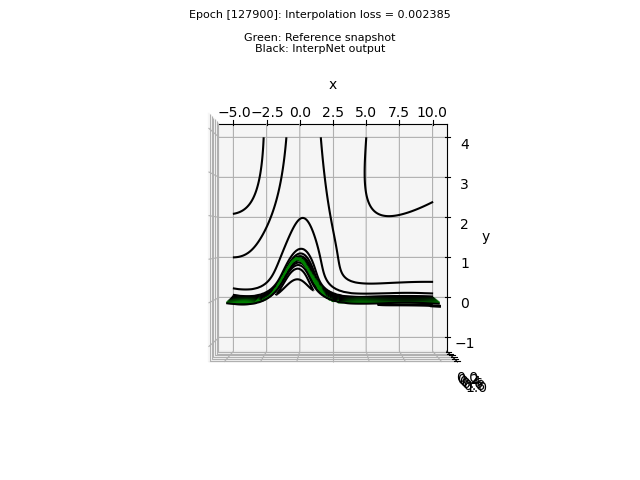 Epoch [127900]: Interpolation loss = 0.002385
Green: Reference snapshot
Black: InterpNet output
x
−5.0 −2.5 0.0 2.5 5.0 7.5 10.0
4
3
2
y
1
0
−1